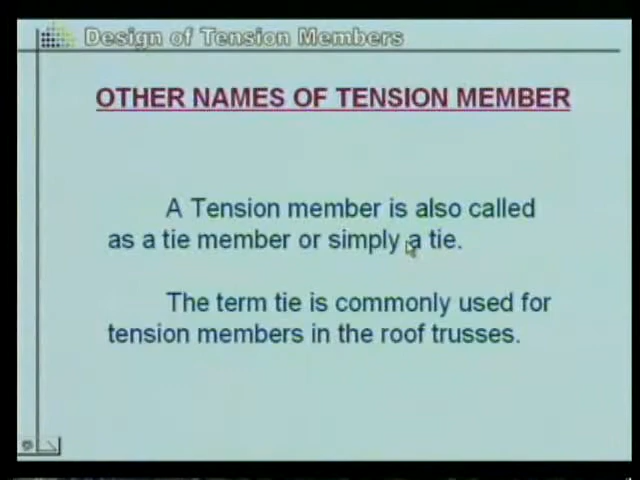 Design of Tension Members
OTHER NAMES OF TENSION MEMBER
A Tension member is also called
as a tie member or simply a tie.
The term tie is commonly used for
tension members in the roof trusses.